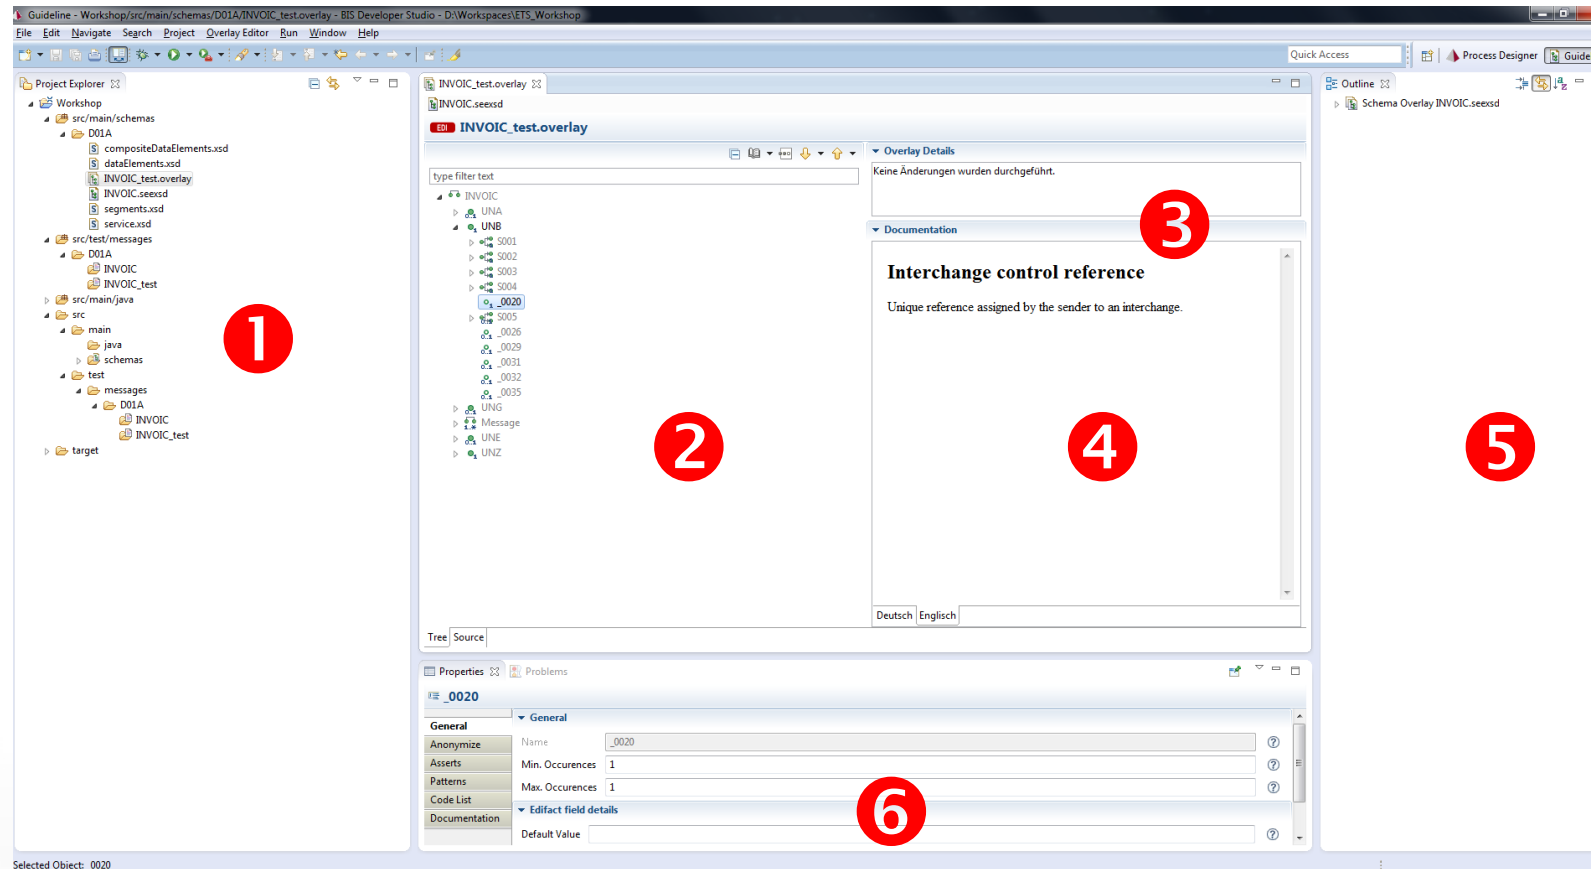 Guideline - Workshop/src/main/schemas/D01A/INVOIC_test.overlay - BIS Developer Studio - D:\Workspaces\ETS_Workshop
File Edit Navigate Search Project Overlay Editor Run Window Help
Quick Access
Process Designer
Guide
Project Explorer
Workshop
src/main/schemas
D01A
compositeDataElements.xsd
dataElements.xsd
INVOIC_test.overlay
INVOIC.seexsd
segments.xsd
service.xsd
src/test/messages
D01A
INVOIC
INVOIC_test
src/main/java
src
main
java
schemas
test
messages
D01A
INVOIC
INVOIC_test
target
1
INVOIC_test.overlay
INVOIC.seexsd
EDI INVOIC_test.overlay
type filter text
INVOIC
UNA
UNB
S001
S002
S003
S004
_0020
S005
_0026
_0029
_0031
_0032
_0035
UNG
Message
UNE
UNZ
2
Tree Source
Overlay Details
Keine Änderungen wurden durchgeführt.
3
Documentation
Interchange control reference
Unique reference assigned by the sender to an interchange.
4
Deutsch Englisch
Outline
Schema Overlay INVOIC.seexsd
5
Properties Problems
_0020
General
Anonymize
Asserts
Patterns
Code List
Documentation
General
Name _0020
Min. Occurences 1
Max. Occurences 1
Edifact field details
Default Value
6
Selected Object: 0020